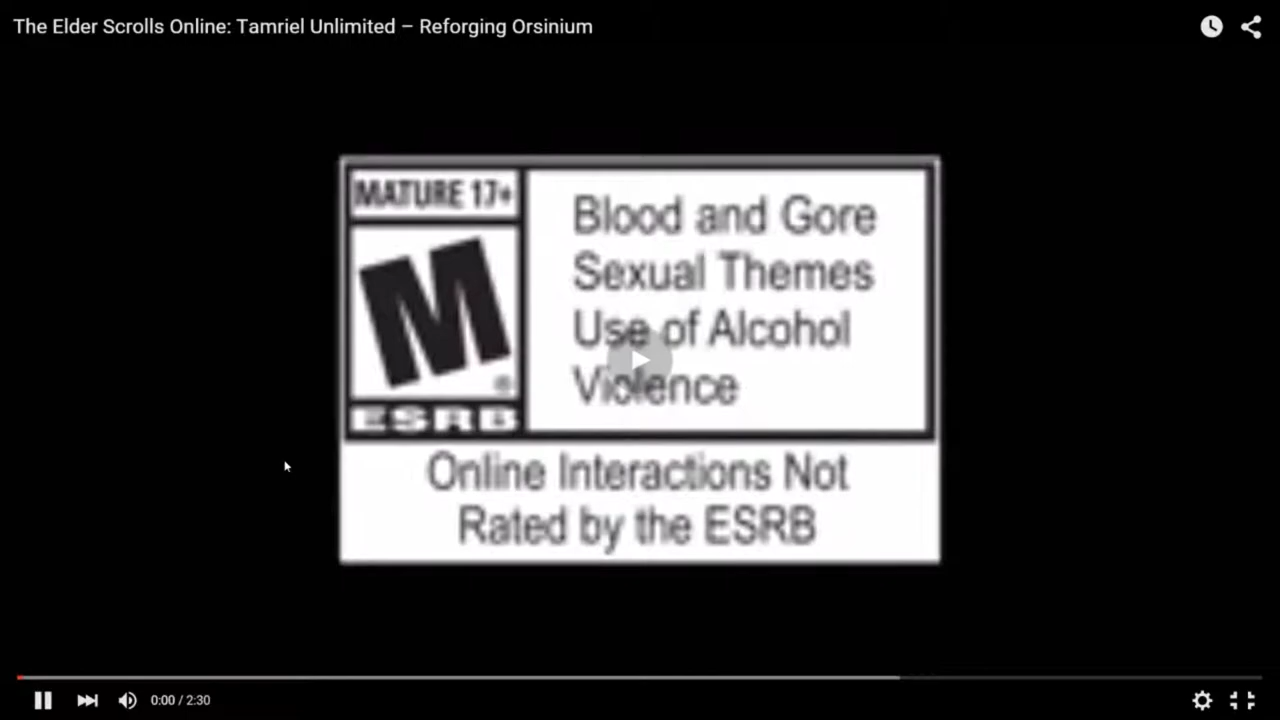 The Elder Scrolls Online: Tamriel Unlimited – Reforging Orsinium
MATURE 17+
M
®
ESRB
Blood and Gore
Sexual Themes
Use of Alcohol
Violence
Online Interactions Not
Rated by the ESRB
0:00 / 2:30